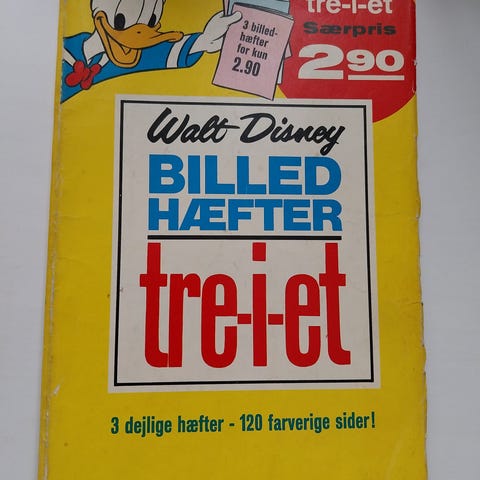 tre-i-et
Særpris
2 90
3 billed-
hæfter
for kun
2.90
Walt Disney
BILLED
HÆFTER
tre-i-et
3 dejlige hæfter - 120 farverige sider!